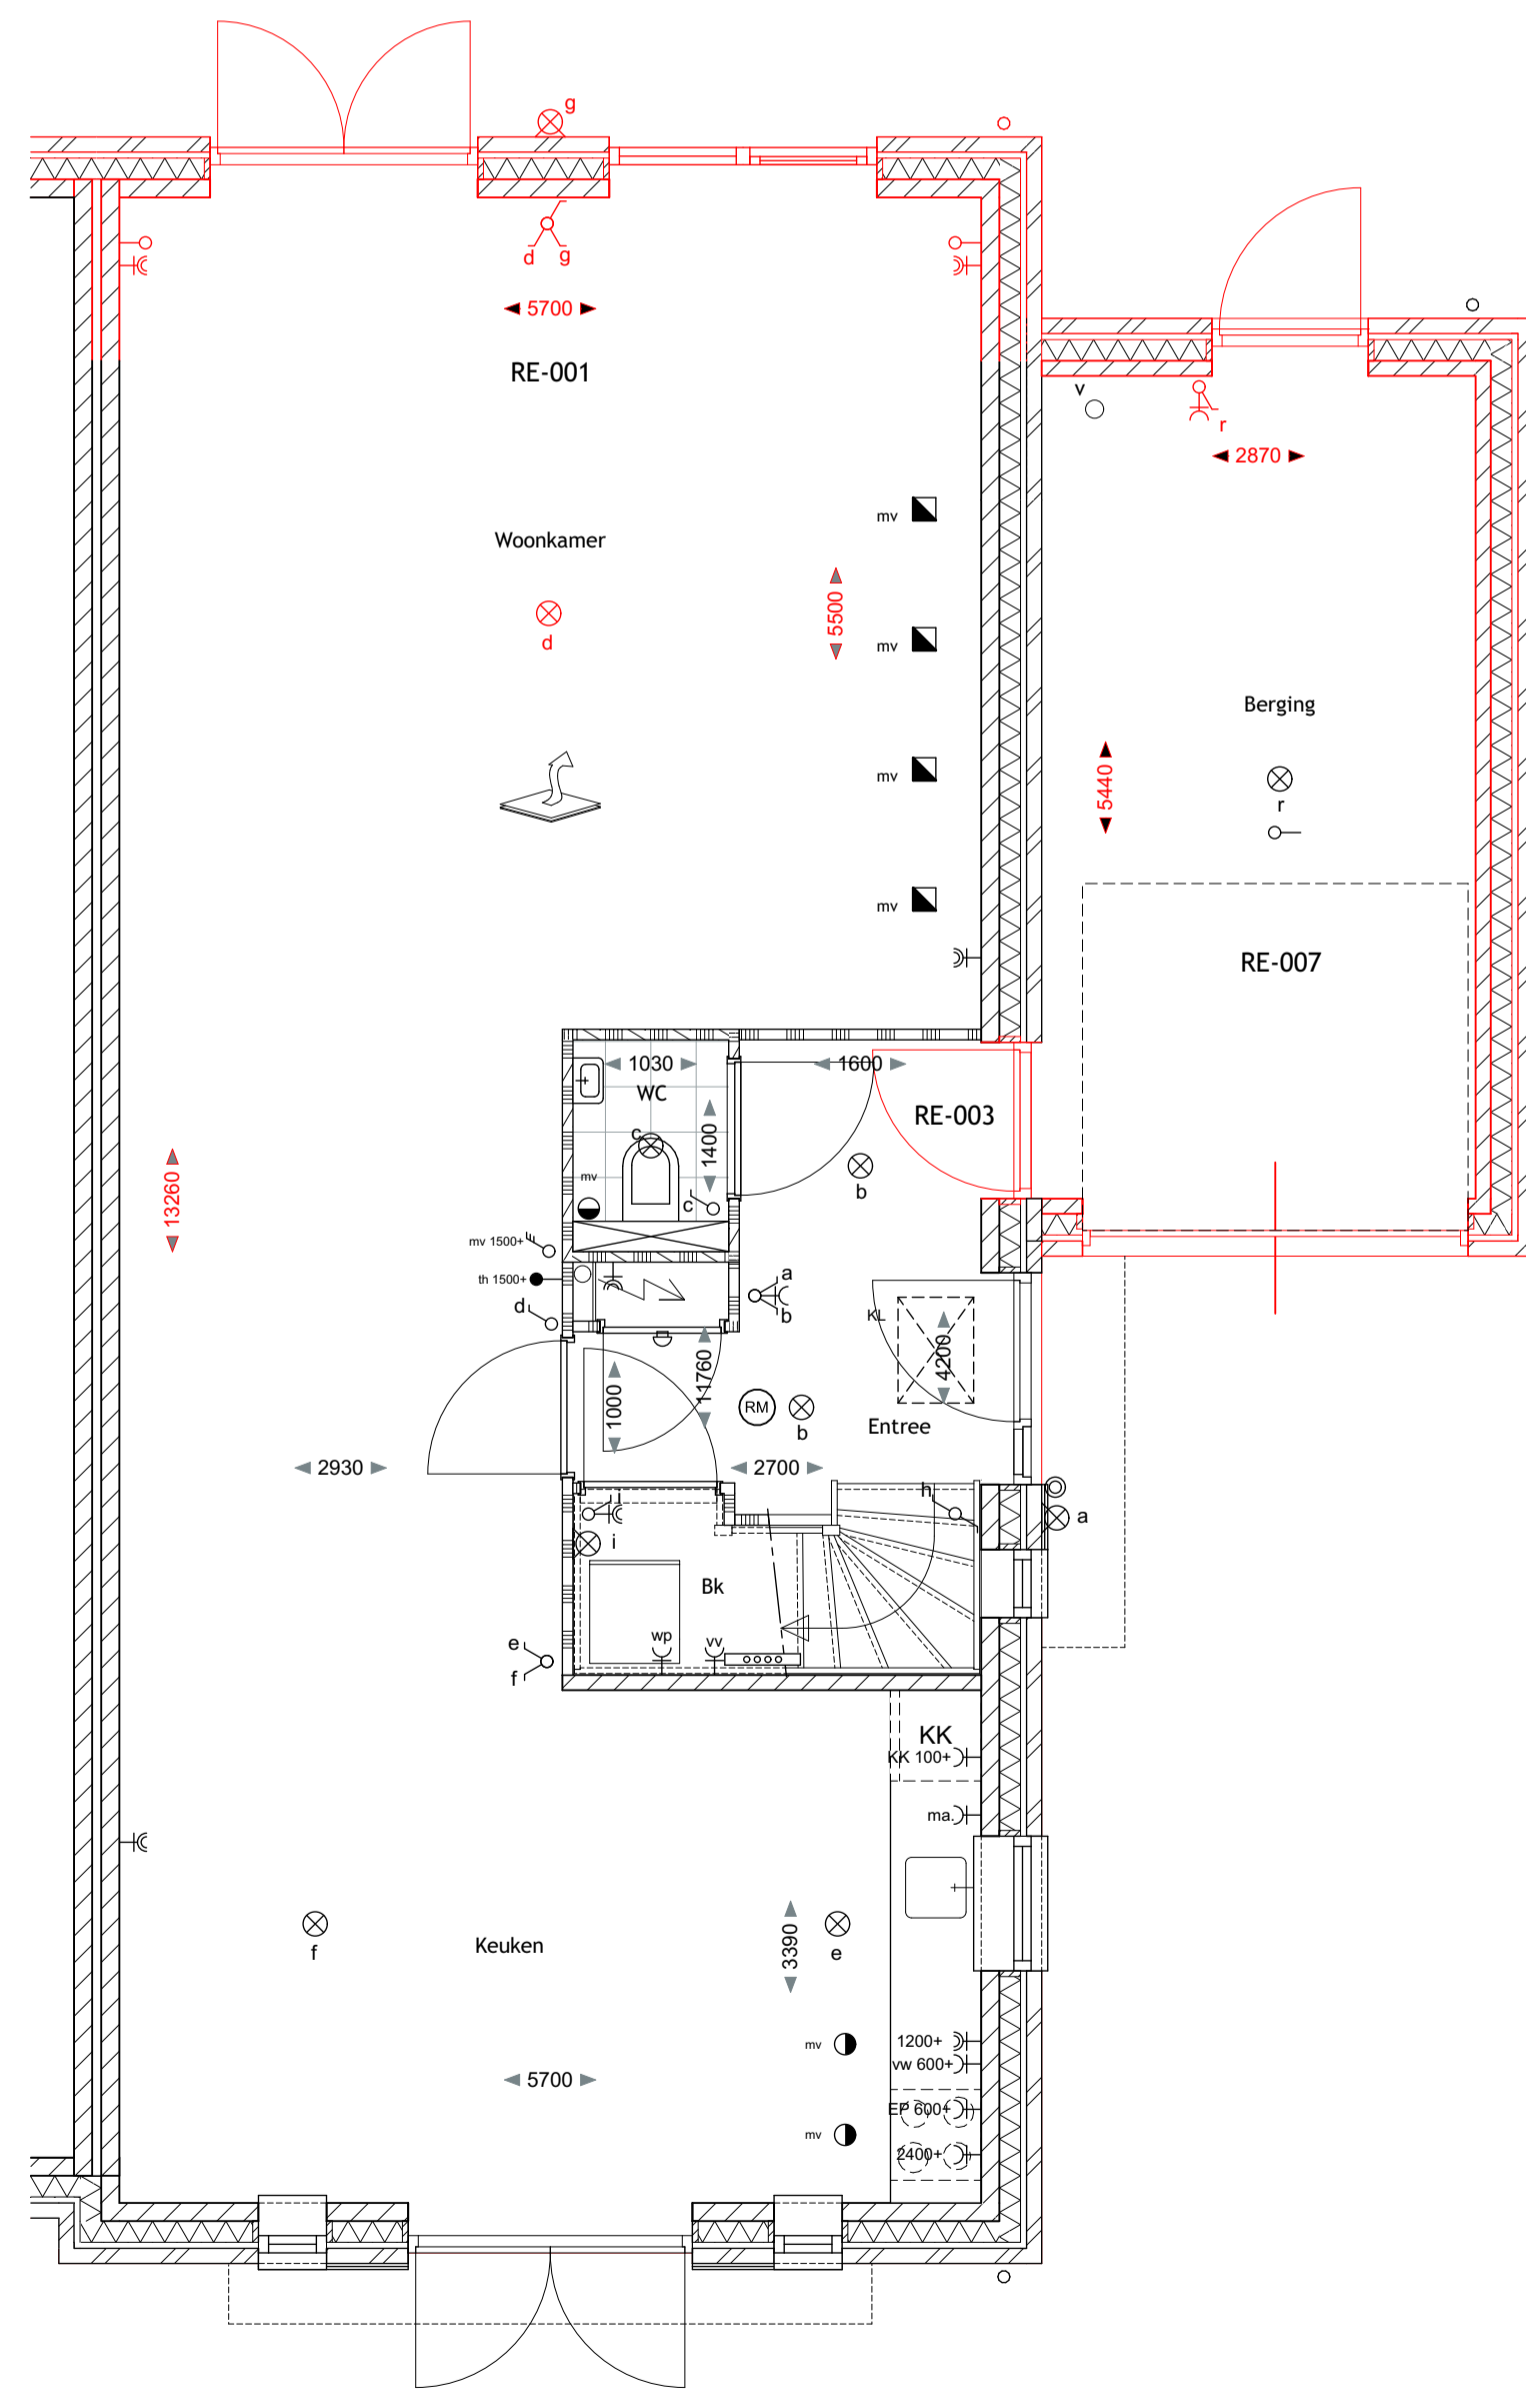 g
d g
5700
RE-001
v
r
2870
mv
Woonkamer
5500
d
mv
Berging
5440
mv
r
mv
RE-007
1030
1600
WC
RE-003
c
1400
b
mv
c
13260
mv 1500+
th 1500+
a
d
b
KL
4200
11760
1000
RM
b
Entree
2930
2700
i
h
a
i
Bk
e
wp
vv
f
KK
KK 100+
ma.
f
Keuken
3390
e
mv
1200+
vw 600+
5700
EP 600+
mv
2400+